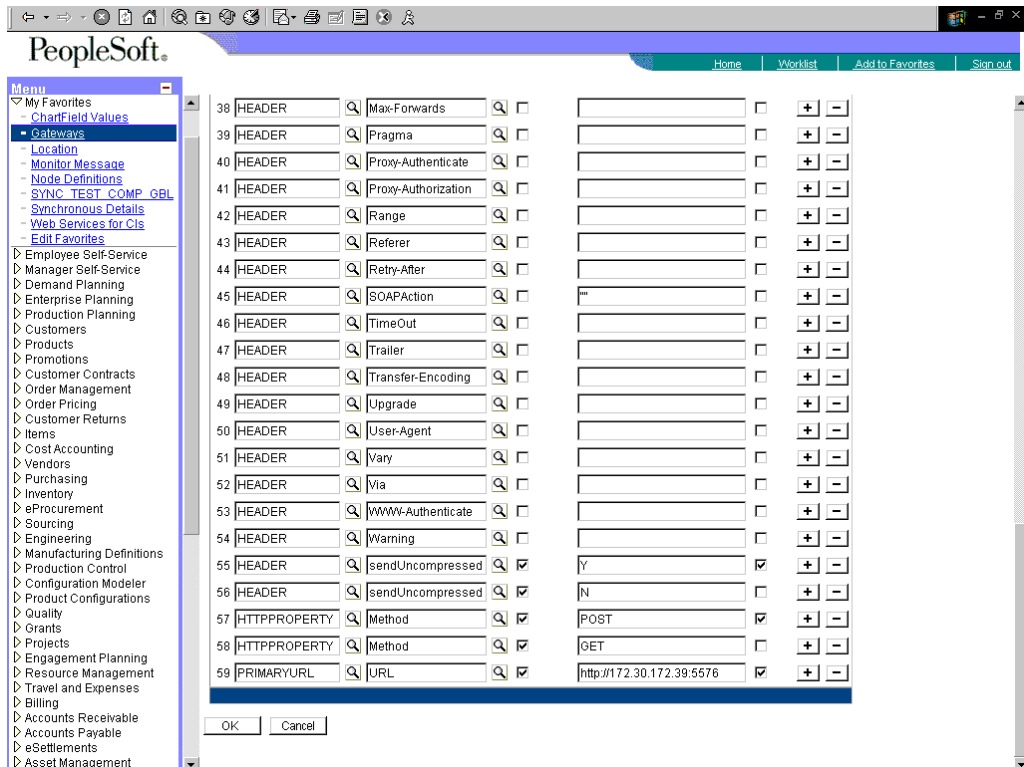 PeopleSoft.
Home Worklist Add to Favorites Sign out
Menu
My Favorites
ChartField Values
Gateways
Location
Monitor Message
Node Definitions
SYNC_TEST_COMP_GBL
Synchronous Details
Web Services for CIs
Edit Favorites
Employee Self-Service
Manager Self-Service
Demand Planning
Enterprise Planning
Production Planning
Customers
Products
Promotions
Customer Contracts
Order Management
Order Pricing
Customer Returns
Items
Cost Accounting
Vendors
Purchasing
Inventory
eProcurement
Sourcing
Engineering
Manufacturing Definitions
Production Control
Configuration Modeler
Product Configurations
Quality
Grants
Projects
Engagement Planning
Resource Management
Travel and Expenses
Billing
Accounts Receivable
Accounts Payable
eSettlements
Asset Management
38 HEADER Max-Forwards
39 HEADER Pragma
40 HEADER Proxy-Authenticate
41 HEADER Proxy-Authorization
42 HEADER Range
43 HEADER Referer
44 HEADER Retry-After
45 HEADER SOAPAction ""
46 HEADER TimeOut
47 HEADER Trailer
48 HEADER Transfer-Encoding
49 HEADER Upgrade
50 HEADER User-Agent
51 HEADER Vary
52 HEADER Via
53 HEADER WWW-Authenticate
54 HEADER Warning
55 HEADER sendUncompressed Y
56 HEADER sendUncompressed N
57 HTTPPROPERTY Method POST
58 HTTPPROPERTY Method GET
59 PRIMARYURL URL http://172.30.172.39:5576
OK Cancel